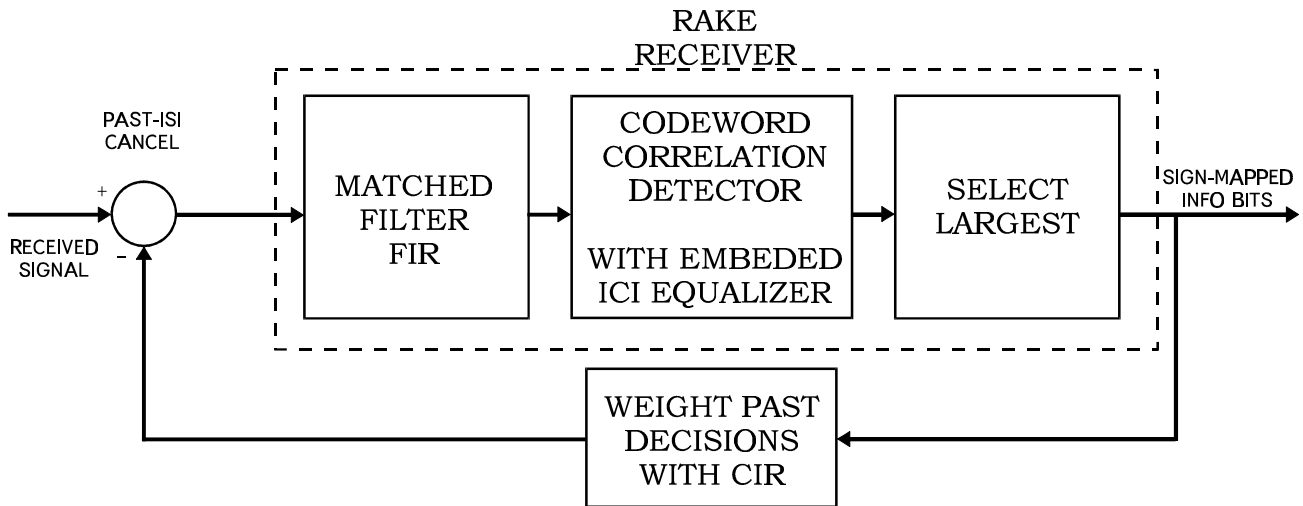 RAKE
RECEIVER
PAST-ISI
CANCEL
+
RECEIVED
SIGNAL
−
MATCHED
FILTER
FIR
CODEWORD
CORRELATION
DETECTOR
WITH EMBEDED
ICI EQUALIZER
SELECT
LARGEST
SIGN-MAPPED
INFO BITS
WEIGHT PAST
DECISIONS
WITH CIR